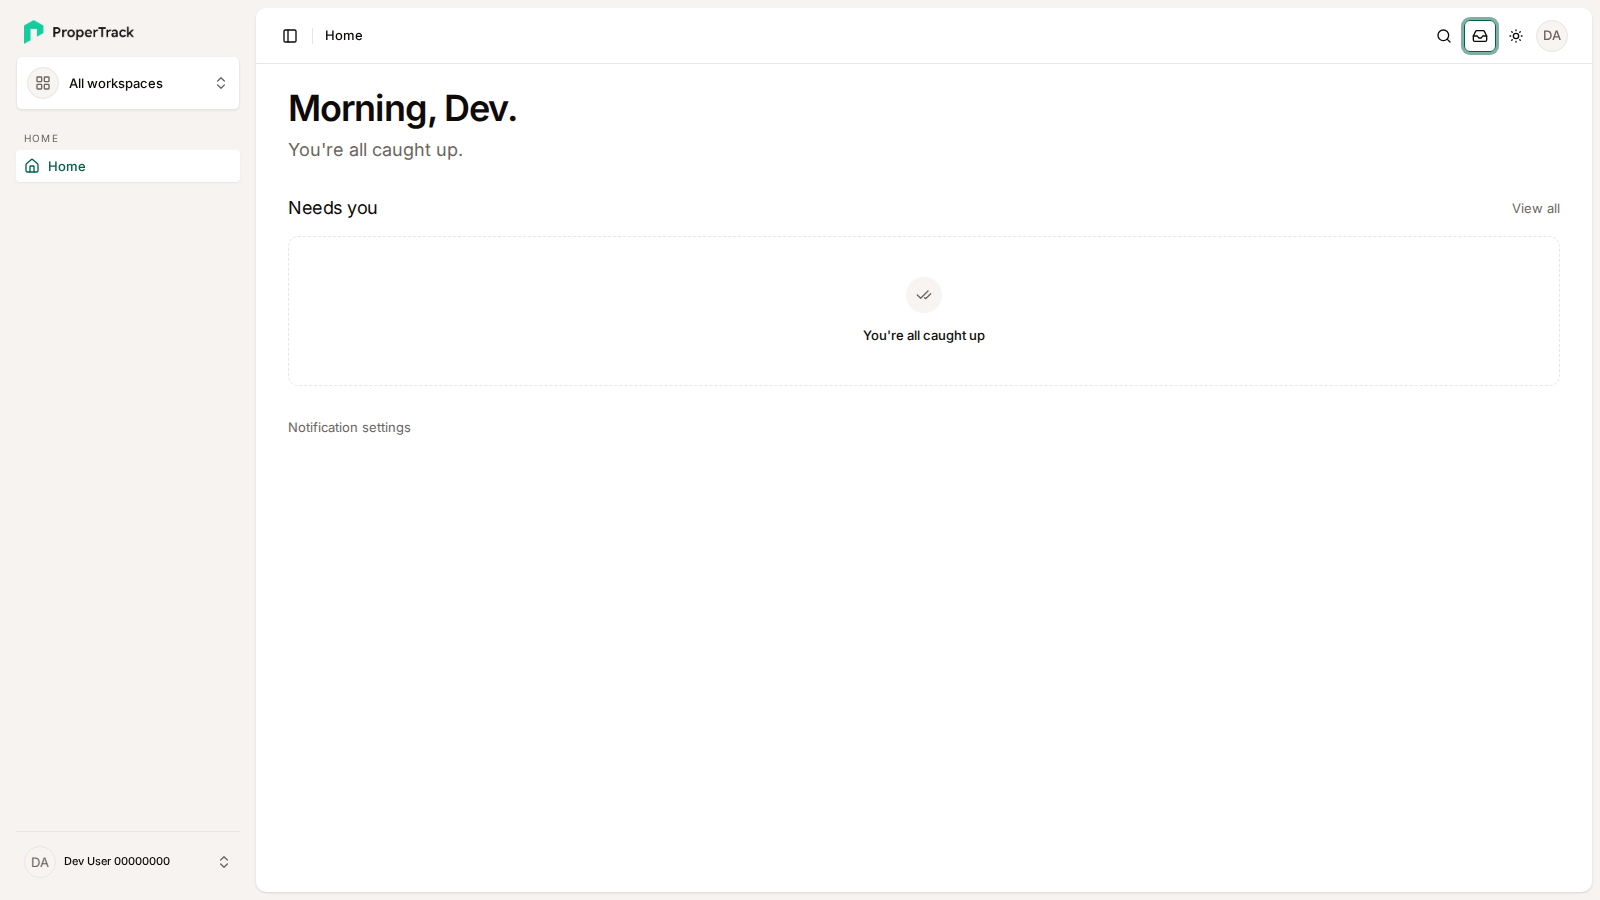 ProperTrack
All workspaces
HOME
Home
DA
Dev User 00000000
Home
DA
Morning, Dev.
You're all caught up.
Needs you
View all
You're all caught up
Notification settings